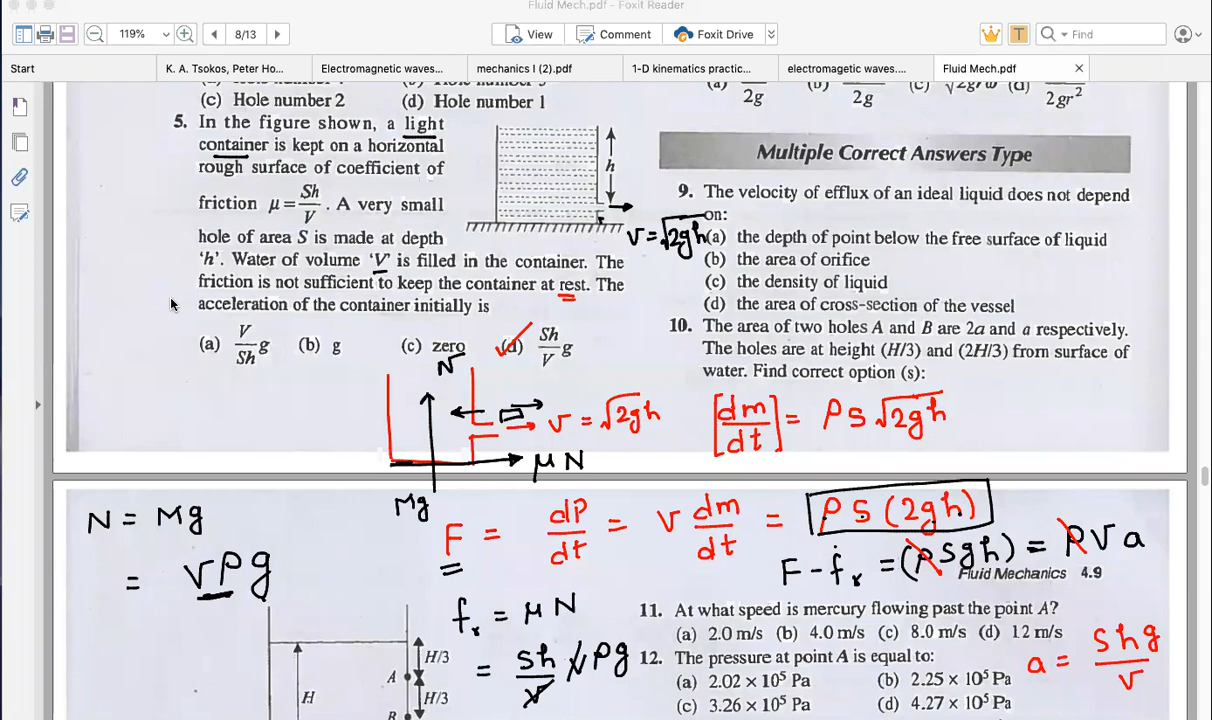 Fluid Mech.pdf - Foxit Reader
119% 8/13 View Comment Foxit Drive T Find
Start K. A. Tsokos, Peter Ho... Electromagnetic waves... mechanics I (2).pdf 1-D kinematics practic... electromagetic waves.... Fluid Mech.pdf
(c) Hole number 2 (d) Hole number 1
5. In the figure shown, a light
container is kept on a horizontal
rough surface of coefficient of
friction μ = Sh/V . A very small
hole of area S is made at depth
'h'. Water of volume 'V' is filled in the container. The
friction is not sufficient to keep the container at rest. The
acceleration of the container initially is
(a) V/Sh g (b) g (c) zero (d) Sh/V g
h
v = √2gh
N
v = √2gh
μN
Mg
2g 2g √2grω 2gr²
Multiple Correct Answers Type
9. The velocity of efflux of an ideal liquid does not depend
on:
(a) the depth of point below the free surface of liquid
(b) the area of orifice
(c) the density of liquid
(d) the area of cross-section of the vessel
10. The area of two holes A and B are 2a and a respectively.
The holes are at height (H/3) and (2H/3) from surface of
water. Find correct option (s):
[dm/dt] = ρS√2gh
N = Mg
= Vρg
F = dP/dt = v dm/dt = ρS(2gh)
F - fr = (ρSgh) = ρVa
fr = μN
= Sh/V Vρg
a = Shg/V
H/3
A
H/3
H
B
Fluid Mechanics 4.9
11. At what speed is mercury flowing past the point A?
(a) 2.0 m/s (b) 4.0 m/s (c) 8.0 m/s (d) 12 m/s
12. The pressure at point A is equal to:
(a) 2.02 × 10⁵ Pa (b) 2.25 × 10⁵ Pa
(c) 3.26 × 10⁵ Pa (d) 4.27 × 10⁵ Pa